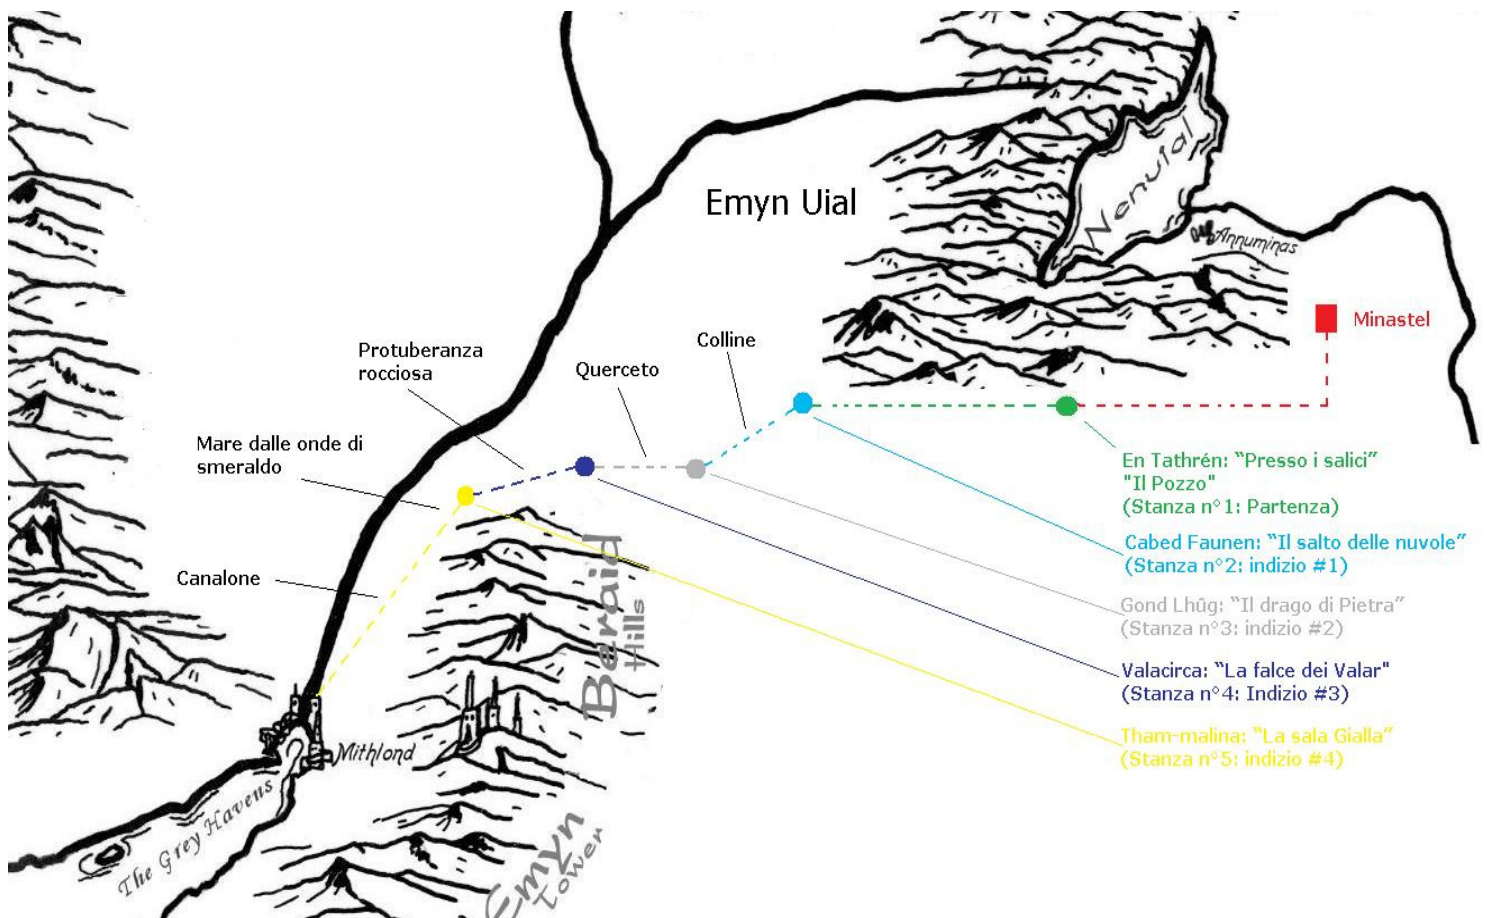 Emyn Uial
Nenuial
Annuminas
Minastel
Colline
Protuberanza
rocciosa
Querceto
Mare dalle onde di
smeraldo
Canalone
En Tathrén: “Presso i salici”
"Il Pozzo"
(Stanza n°1: Partenza)
Cabed Faunen: “Il salto delle nuvole”
(Stanza n°2: indizio #1)
Gond Lhûg: “Il drago di Pietra”
(Stanza n°3: indizio #2)
Valacirca: “La falce dei Valar"
(Stanza n°4: Indizio #3)
Tham-malina: “La sala Gialla”
(Stanza n°5: indizio #4)
Beraid
Hills
Mithlond
The Grey Havens
Emyn
Tower